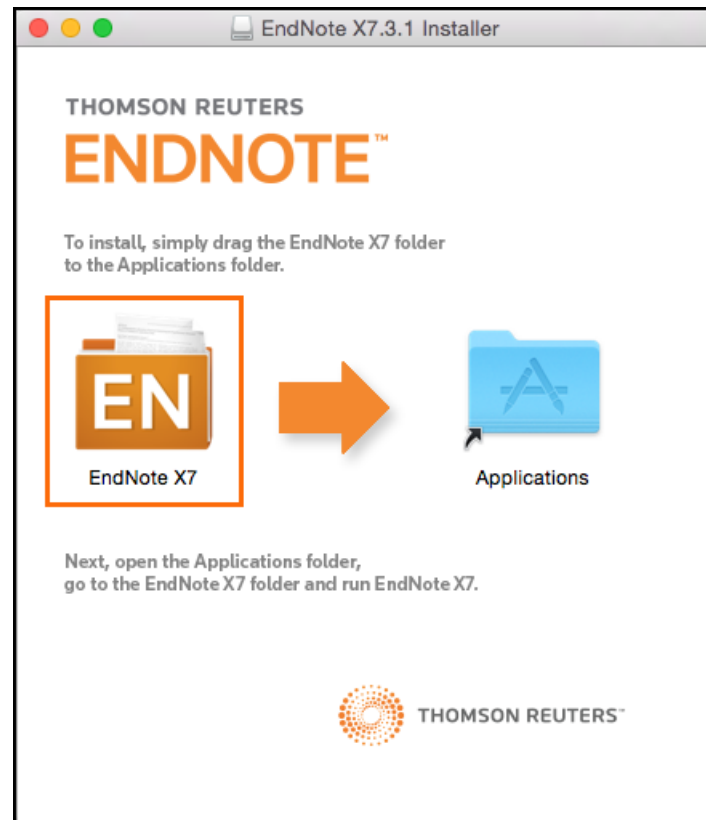 EndNote X7.3.1 Installer
THOMSON REUTERS
ENDNOTE™
To install, simply drag the EndNote X7 folder
to the Applications folder.
EN
EndNote X7
Applications
Next, open the Applications folder,
go to the EndNote X7 folder and run EndNote X7.
THOMSON REUTERS™